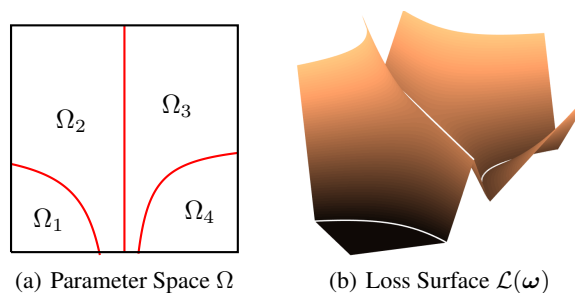 Ω₂ Ω₃
Ω₁ Ω₄
(a) Parameter Space Ω (b) Loss Surface ℒ(𝝎)